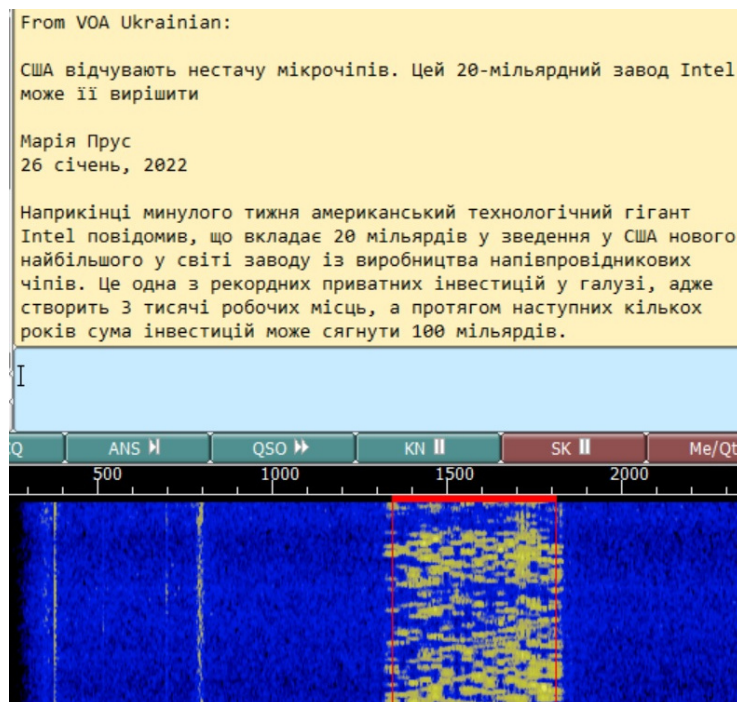 From VOA Ukrainian:
США відчувають нестачу мікрочіпів. Цей 20-мільярдний завод Intel
може її вирішити
Марія Прус
26 січень, 2022
Наприкінці минулого тижня американський технологічний гігант
Intel повідомив, що вкладає 20 мільярдів у зведення у США нового
найбільшого у світі заводу із виробництва напівпровідникових
чіпів. Це одна з рекордних приватних інвестицій у галузі, адже
створить 3 тисячі робочих місць, а протягом наступних кількох
років сума інвестицій може сягнути 100 мільярдів.
Q ANS QSO KN SK Me/Qt
500 1000 1500 2000